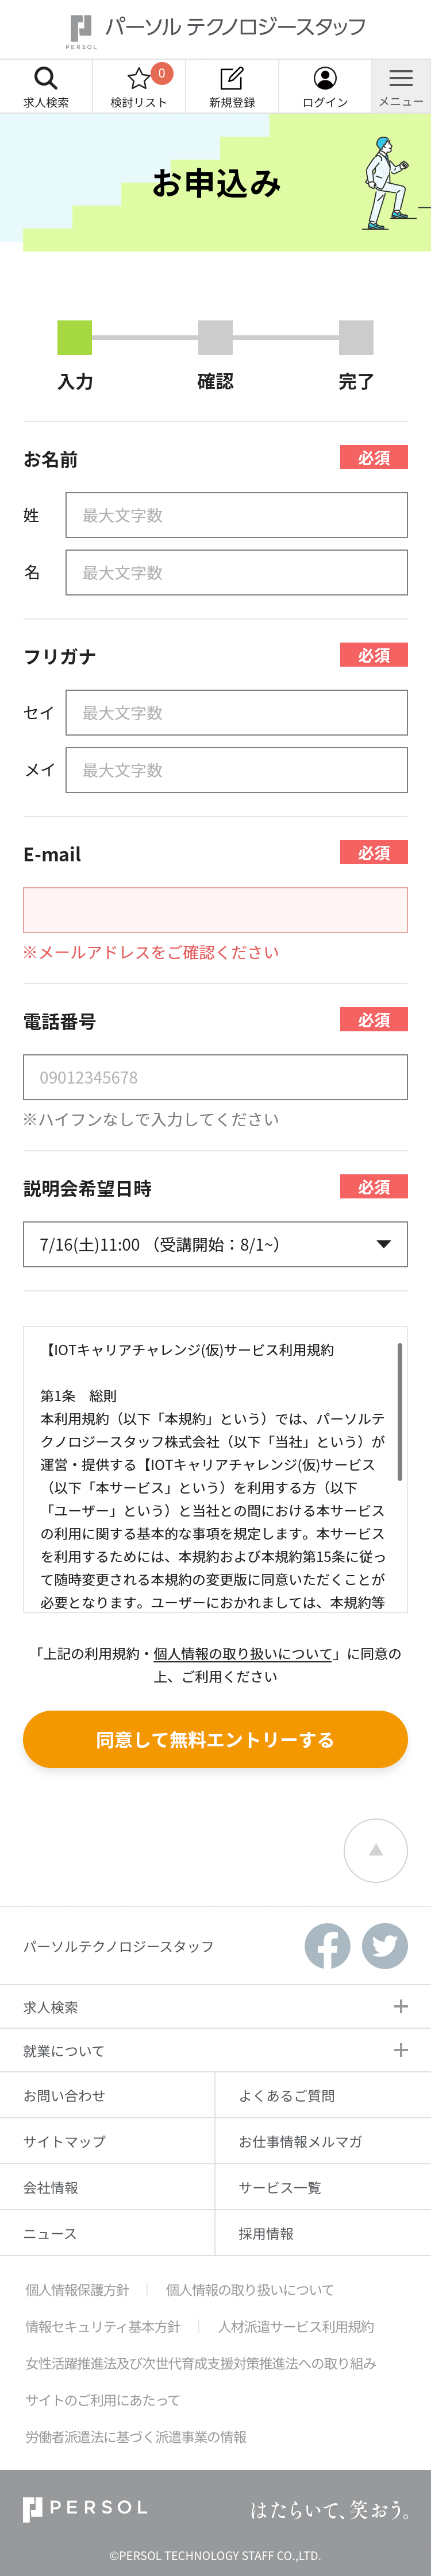 PERSOL
パーソル テクノロジースタッフ
0
求人検索
検討リスト
新規登録
ログイン
メニュー
お申込み
入力
確認
完了
お名前
必須
姓
最大文字数
名
最大文字数
フリガナ
必須
セイ
最大文字数
メイ
最大文字数
E-mail
必須
※メールアドレスをご確認ください
電話番号
必須
09012345678
※ハイフンなしで入力してください
説明会希望日時
必須
7/16(土)11:00 （受講開始：8/1~）
【IOTキャリアチャレンジ(仮)サービス利用規約
第1条　総則
本利用規約（以下「本規約」という）では、パーソルテ
クノロジースタッフ株式会社（以下「当社」という）が
運営・提供する【IOTキャリアチャレンジ(仮)サービス
（以下「本サービス」という）を利用する方（以下
「ユーザー」という）と当社との間における本サービス
の利用に関する基本的な事項を規定します。本サービス
を利用するためには、本規約および本規約第15条に従っ
て随時変更される本規約の変更版に同意いただくことが
必要となります。ユーザーにおかれましては、本規約等
「上記の利用規約・個人情報の取り扱いについて」に同意の
上、ご利用ください
同意して無料エントリーする
パーソルテクノロジースタッフ
求人検索
就業について
お問い合わせ
よくあるご質問
サイトマップ
お仕事情報メルマガ
会社情報
サービス一覧
ニュース
採用情報
個人情報保護方針
個人情報の取り扱いについて
情報セキュリティ基本方針
人材派遣サービス利用規約
女性活躍推進法及び次世代育成支援対策推進法への取り組み
サイトのご利用にあたって
労働者派遣法に基づく派遣事業の情報
PERSOL
はたらいて、笑おう。
©PERSOL TECHNOLOGY STAFF CO.,LTD.